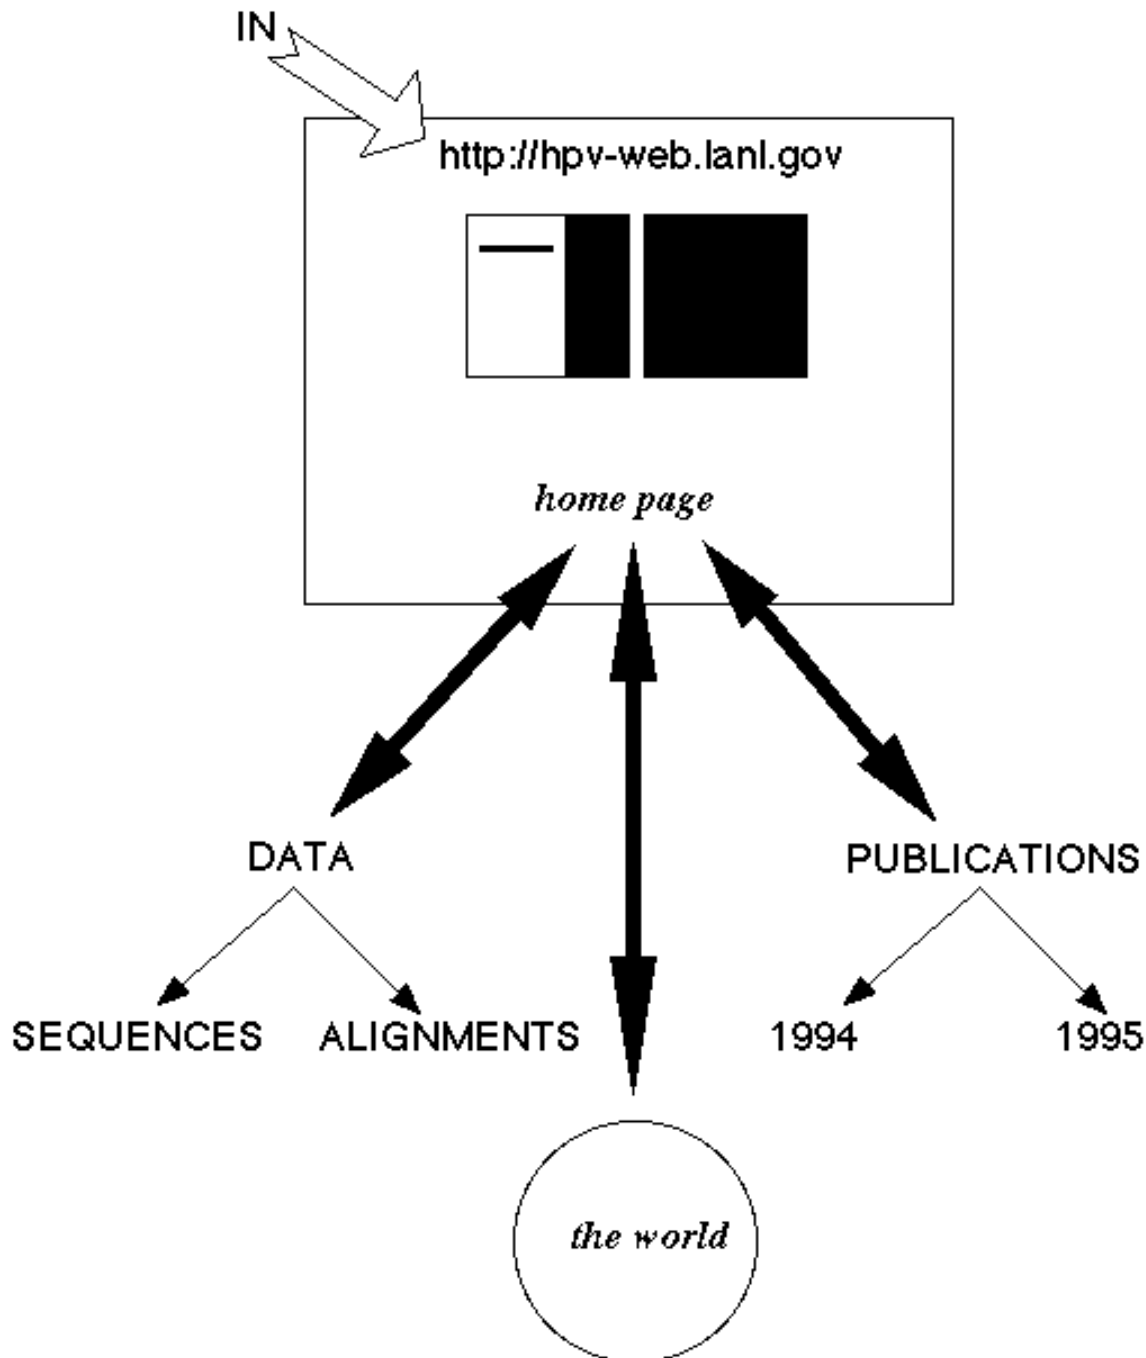 IN
http://hpv-web.lanl.gov
home page
DATA
PUBLICATIONS
SEQUENCES
ALIGNMENTS
1994
1995
the world